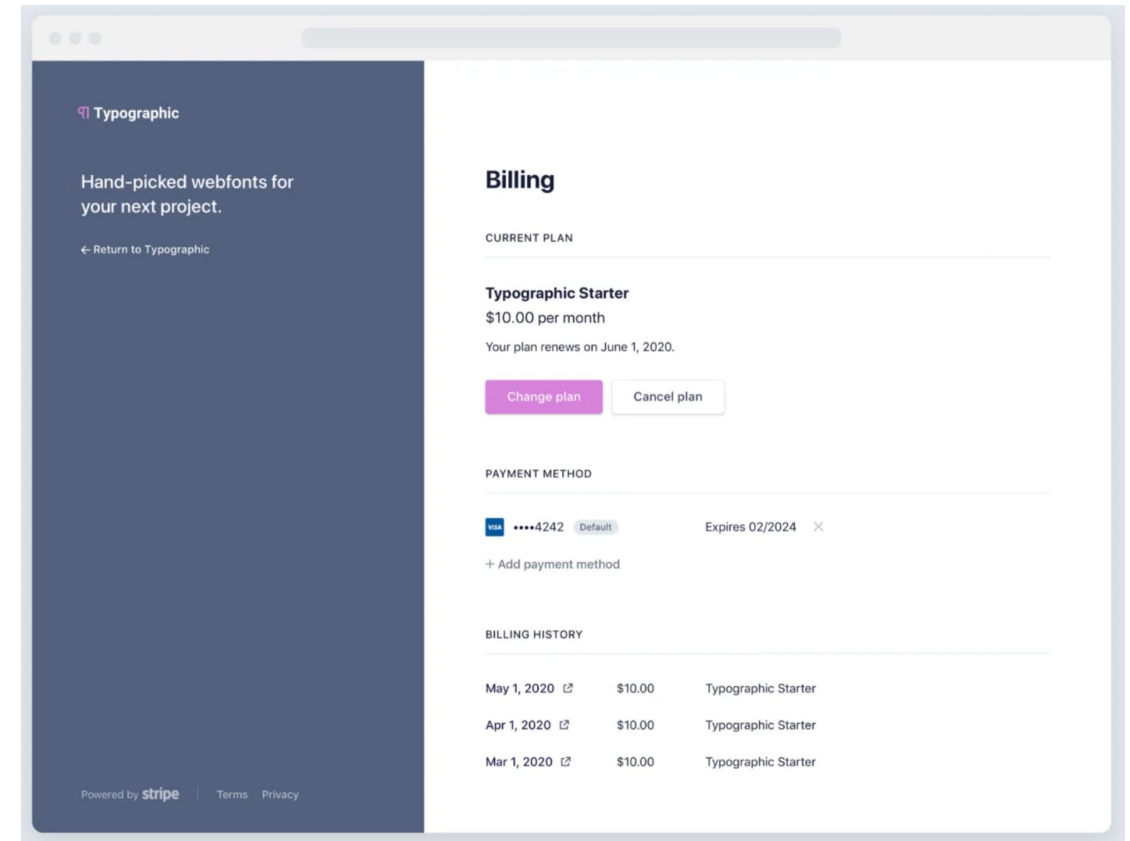 Typographic
Hand-picked webfonts for
your next project.
← Return to Typographic
Powered by stripe | Terms Privacy
Billing
CURRENT PLAN
Typographic Starter
$10.00 per month
Your plan renews on June 1, 2020.
Change plan Cancel plan
PAYMENT METHOD
VISA ••••4242 Default Expires 02/2024 ×
+ Add payment method
BILLING HISTORY
May 1, 2020 $10.00 Typographic Starter
Apr 1, 2020 $10.00 Typographic Starter
Mar 1, 2020 $10.00 Typographic Starter